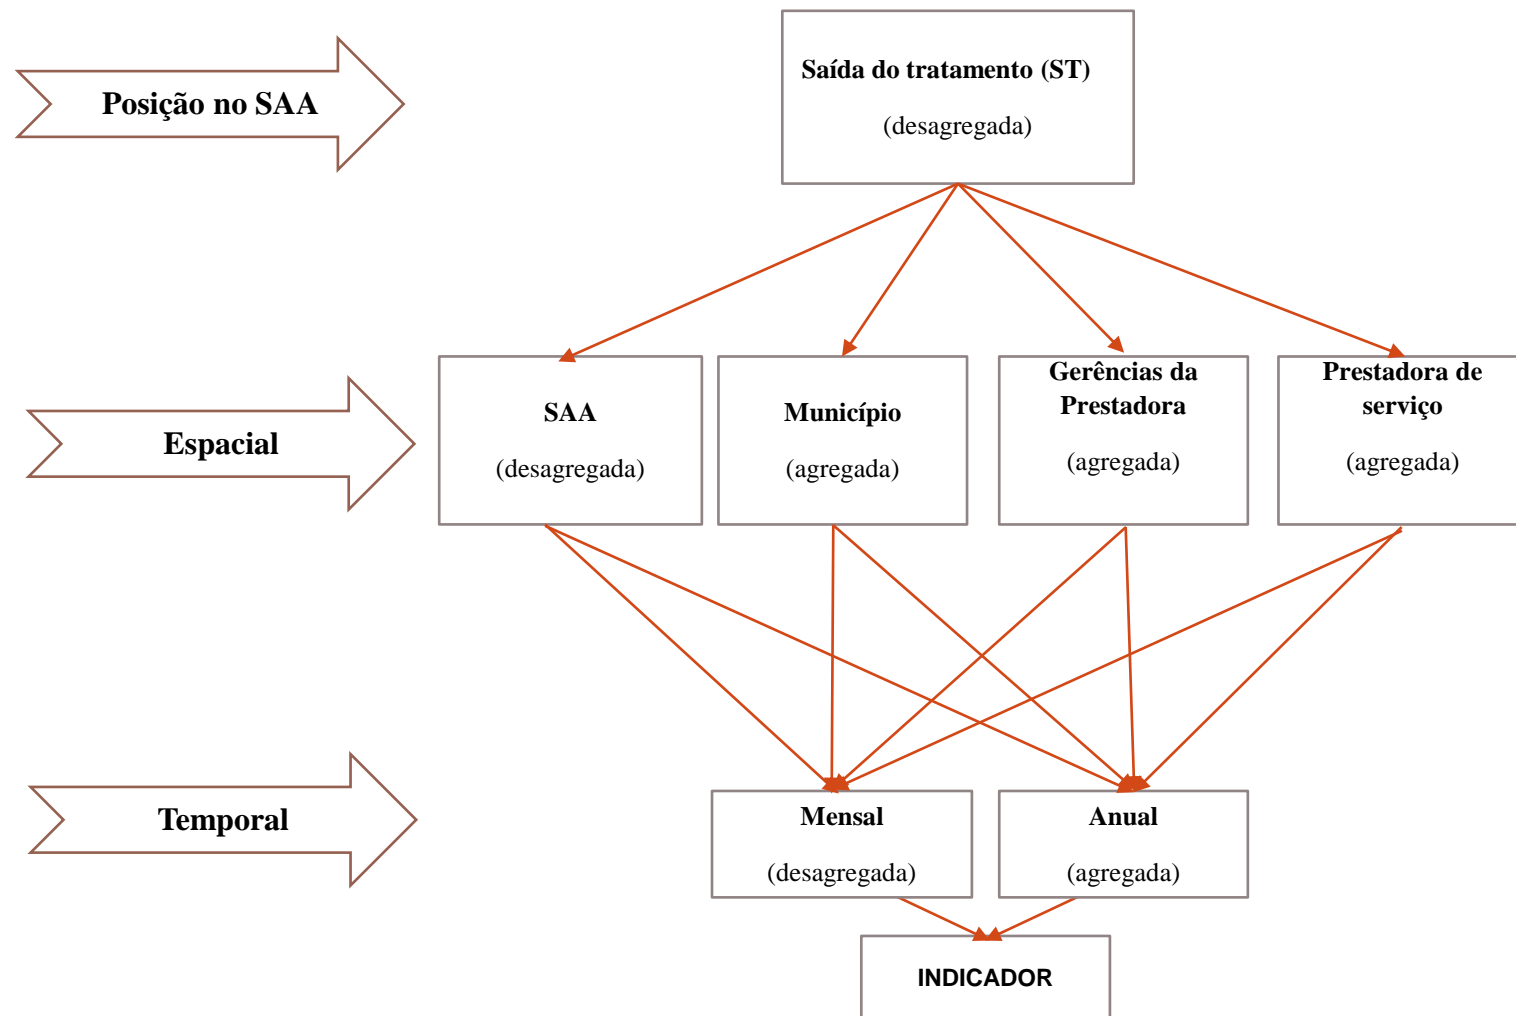 Posição no SAA
Saída do tratamento (ST)
(desagregada)
Espacial
SAA
(desagregada)
Município
(agregada)
Gerências da
Prestadora
(agregada)
Prestadora de
serviço
(agregada)
Temporal
Mensal
(desagregada)
Anual
(agregada)
INDICADOR